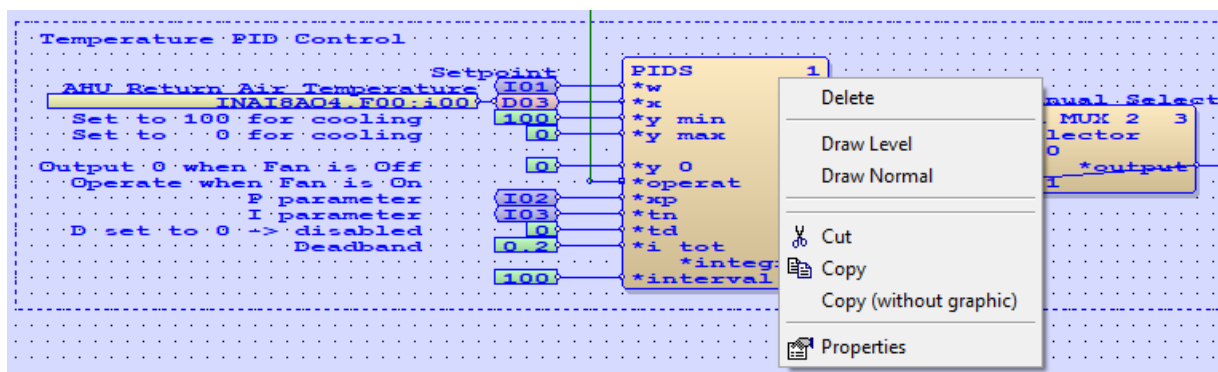 Temperature PID Control
Setpoint I01
AHU Return Air Temperature
INAI8AO4.F00:i00 D03
Set to 100 for cooling 100
Set to 0 for cooling 0
Output 0 when Fan is Off 0
Operate when Fan is On
P parameter I02
I parameter I03
D set to 0 -> disabled 0
Deadband 0.2
100
PIDS 1
*w
*x
*y min
*y max
*y 0
*operat
*xp
*tn
*td
*i tot
*integ
*interval
Delete
Draw Level
Draw Normal
Cut
Copy
Copy (without graphic)
Properties
nual Select
MUX 2 3
lector
0
*output
1